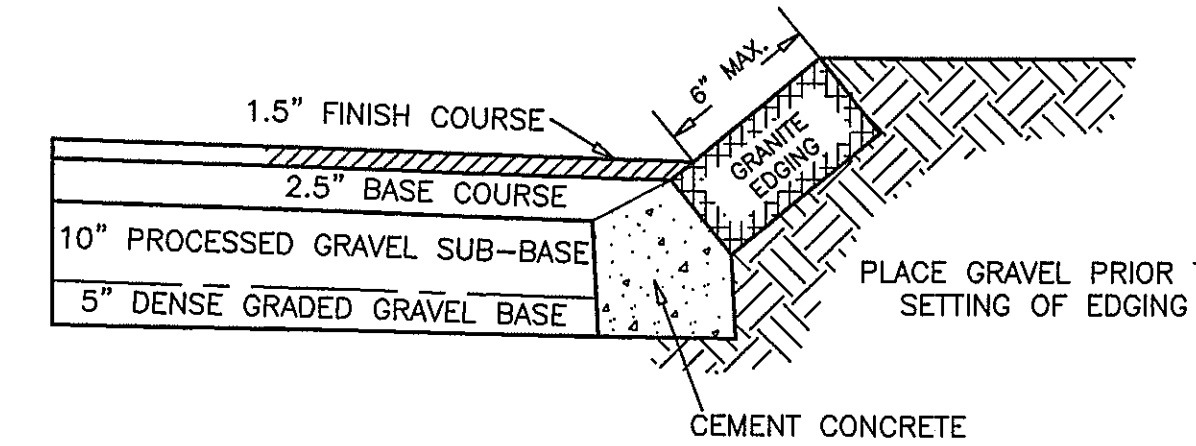 6" MAX.
1.5" FINISH COURSE
GRANITE
EDGING
2.5" BASE COURSE
10" PROCESSED GRAVEL SUB-BASE
PLACE GRAVEL PRIOR
SETTING OF EDGING
5" DENSE GRADED GRAVEL BASE
CEMENT CONCRETE